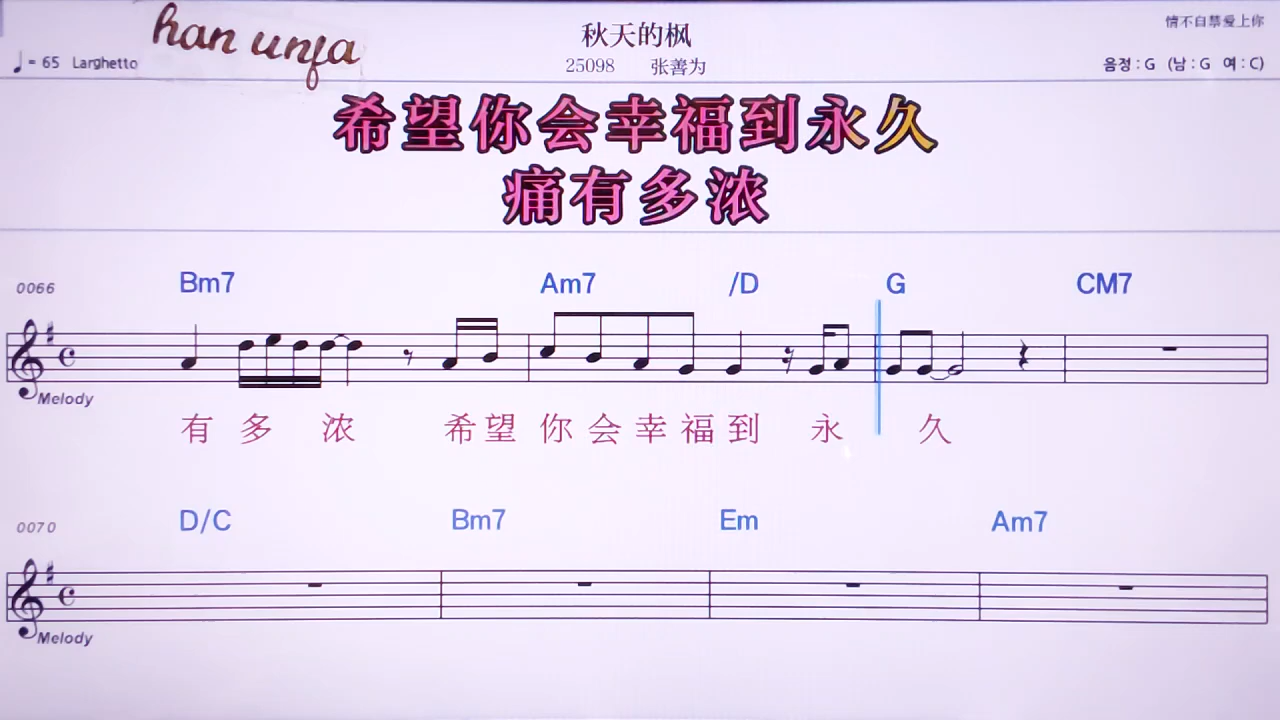 han unja
秋天的枫
情不自禁爱上你
♩= 65 Larghetto
25098 张善为
음정 : G (남 : G 여 : C)
希望你会幸福到永久
痛有多浓
0066 Bm7 Am7 /D G CM7
Melody
有 多 浓 希 望 你 会 幸 福 到 永 久
0070 D/C Bm7 Em Am7
Melody